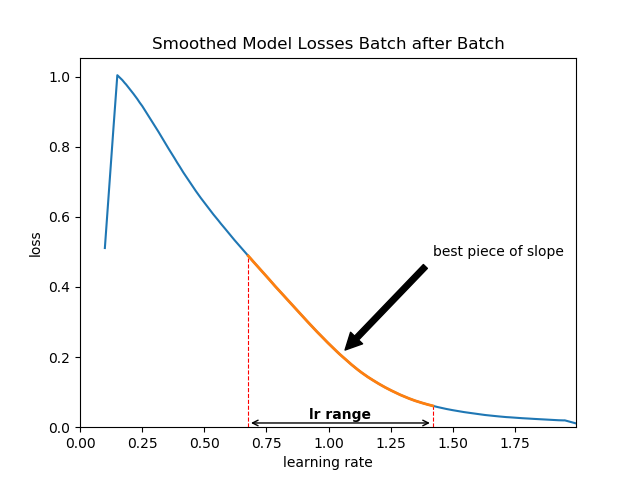 Smoothed Model Losses Batch after Batch
1.0
0.8
0.6
0.4
0.2
0.0
loss
best piece of slope
lr range
0.00 0.25 0.50 0.75 1.00 1.25 1.50 1.75
learning rate